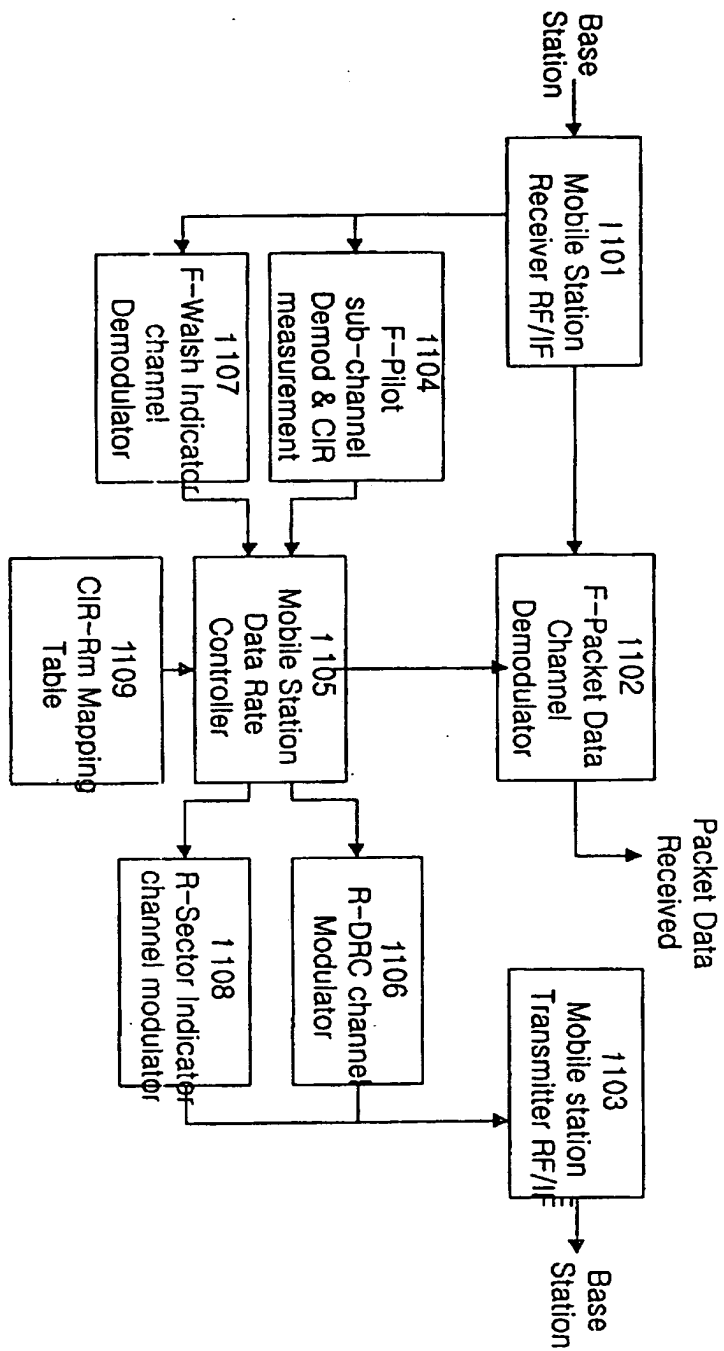 Base
Station
1101
Mobile Station
Receiver RF/IF
1104
F-Pilot
sub-channel
Demod & CIR
measurement
1107
F-Walsh Indicator
channel
Demodulator
1102
F-Packet Data
Channel
Demodulator
Packet Data
Received
1105
Mobile Station
Data Rate
Controller
1109
CIR-Rm Mapping
Table
1106
R-DRC channel
Modulator
1108
R-Sector Indicator
channel modulator
1103
Mobile station
Transmitter RF/IF
Base
Station